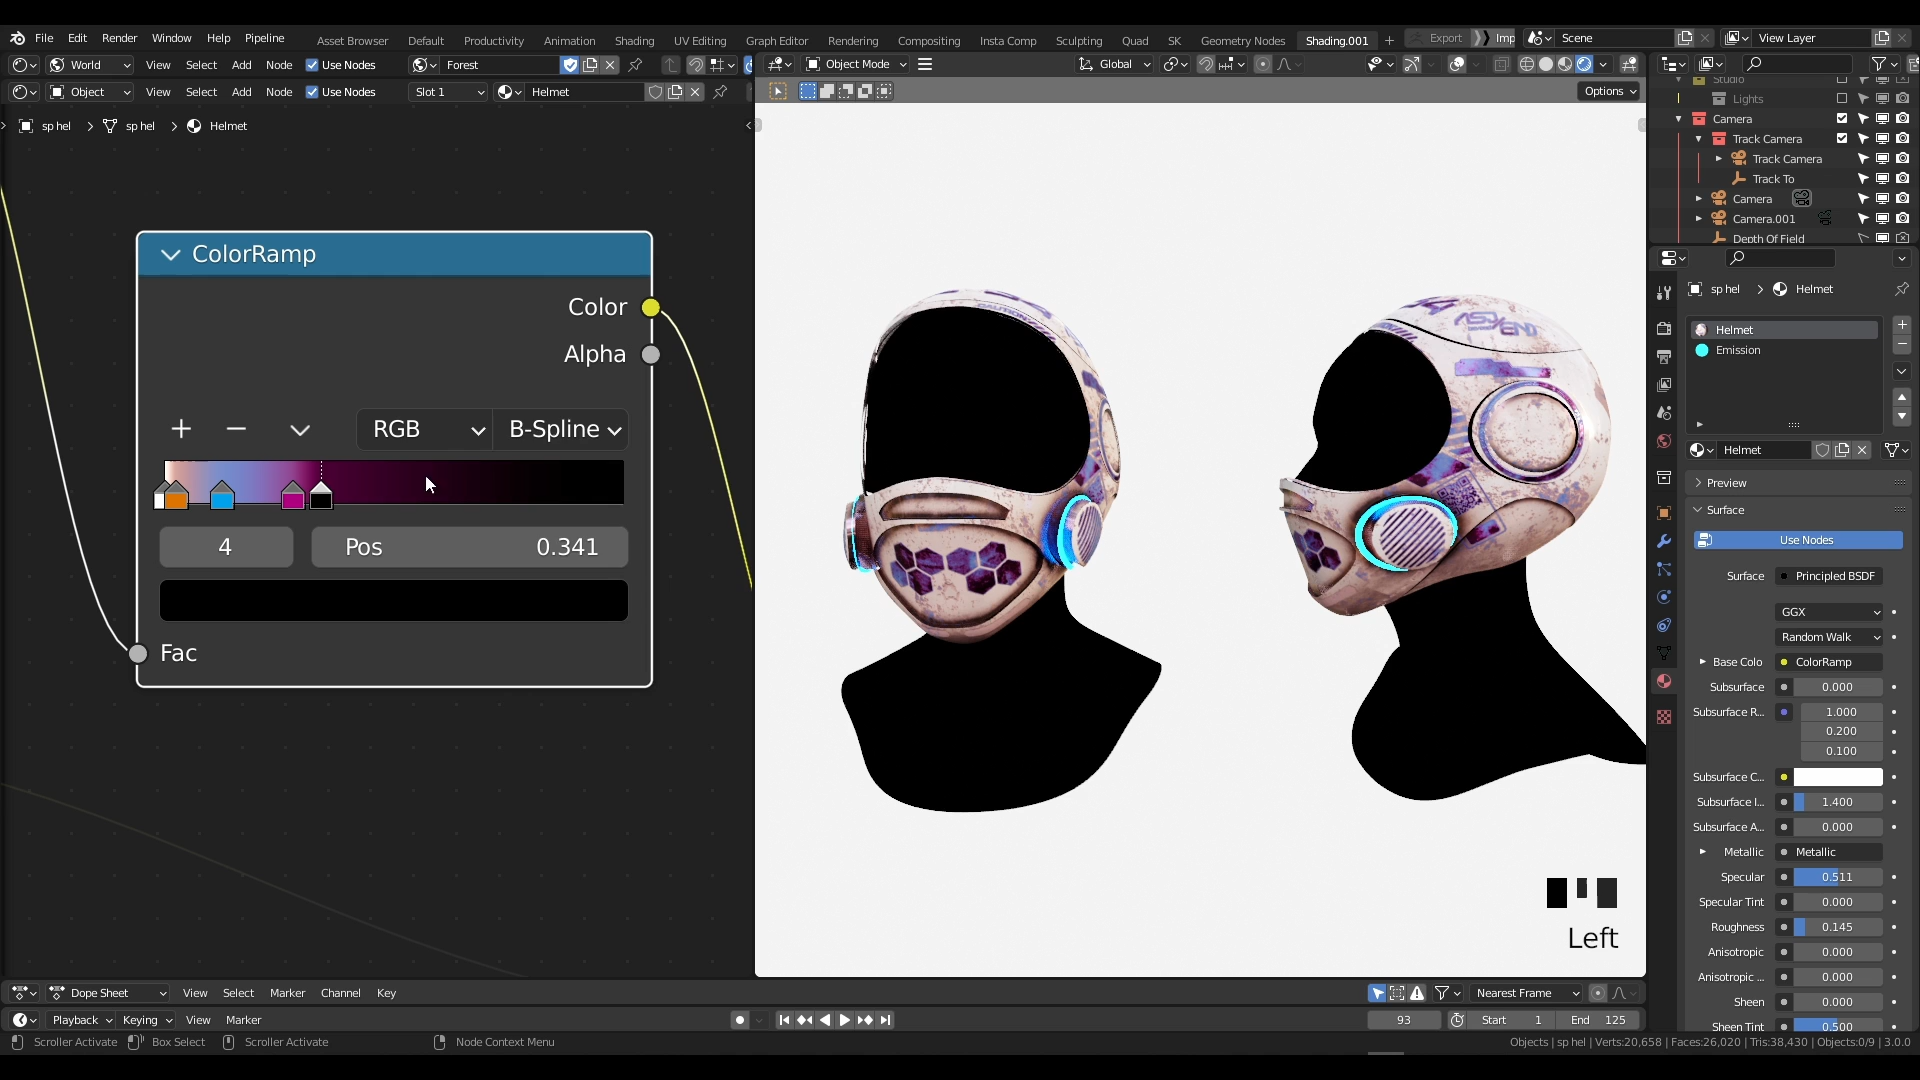 File Edit Render Window Help Pipeline Asset Browser Default Productivity Animation Shading UV Editing Graph Editor Rendering Compositing Insta Comp Sculpting Quad SK Geometry Nodes Shading.001 + Export Imp Scene View Layer
World View Select Add Node Use Nodes Forest Object Mode Global
Object View Select Add Node Use Nodes Slot 1 Helmet Options
sp hel > sp hel > Helmet
ColorRamp
Color
Alpha
RGB B-Spline
4 Pos 0.341
Fac
CAUTION
Left
Studio
Lights
Camera
Track Camera
Track Camera
Track To
Camera
Camera.001
Depth Of Field
sp hel > Helmet
Helmet
Emission
Helmet
Preview
Surface
Use Nodes
Surface Principled BSDF
GGX
Random Walk
Base Colo ColorRamp
Subsurface 0.000
Subsurface R... 1.000
0.200
0.100
Subsurface C...
Subsurface I... 1.400
Subsurface A... 0.000
Metallic Metallic
Specular 0.511
Specular Tint 0.000
Roughness 0.145
Anisotropic 0.000
Anisotropic ... 0.000
Sheen 0.000
Sheen Tint 0.500
Dope Sheet View Select Marker Channel Key Nearest Frame
Playback Keying View Marker 93 Start 1 End 125
Scroller Activate Box Select Scroller Activate Node Context Menu Objects | sp hel | Verts:20,658 | Faces:26,020 | Tris:38,430 | Objects:0/9 | 3.0.0